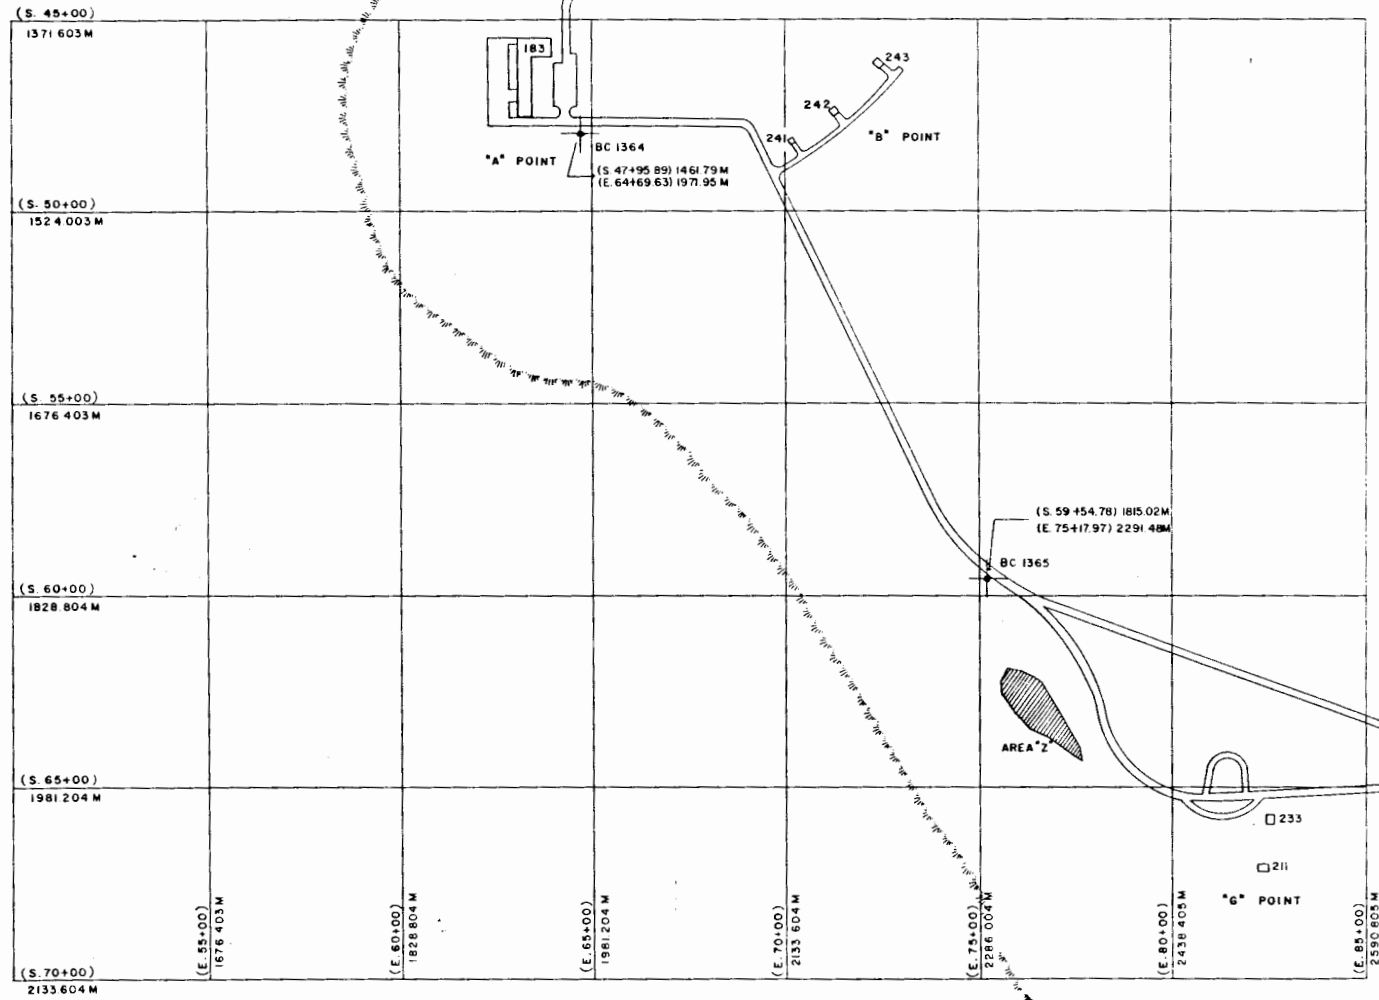 (S. 45+00)
1371 603 M
183
243
242
241
"B" POINT
BC 1364
"A" POINT
(S. 47+95 89) 1461.79 M
(E. 64+69.63) 1971.95 M
(S. 50+00)
1524.003 M
(S. 55+00)
1676 403 M
(S. 59 +54.78) 1815.02M
(E. 75+17.97) 2291.48M
BC 1365
(S. 60+00)
1828.804 M
AREA "Z"
(S. 65+00)
1981.204 M
233
211
"G" POINT
(E. 55+00)
1676 403 M
(E. 60+00)
1828 804 M
(E. 65+00)
1981.204 M
(E. 70+00)
2133 604 M
(E. 75+00)
2286 004 M
(E. 80+00)
2438 405 M
(E. 85+00)
2590 805 M
(S. 70+00)
2133.604 M